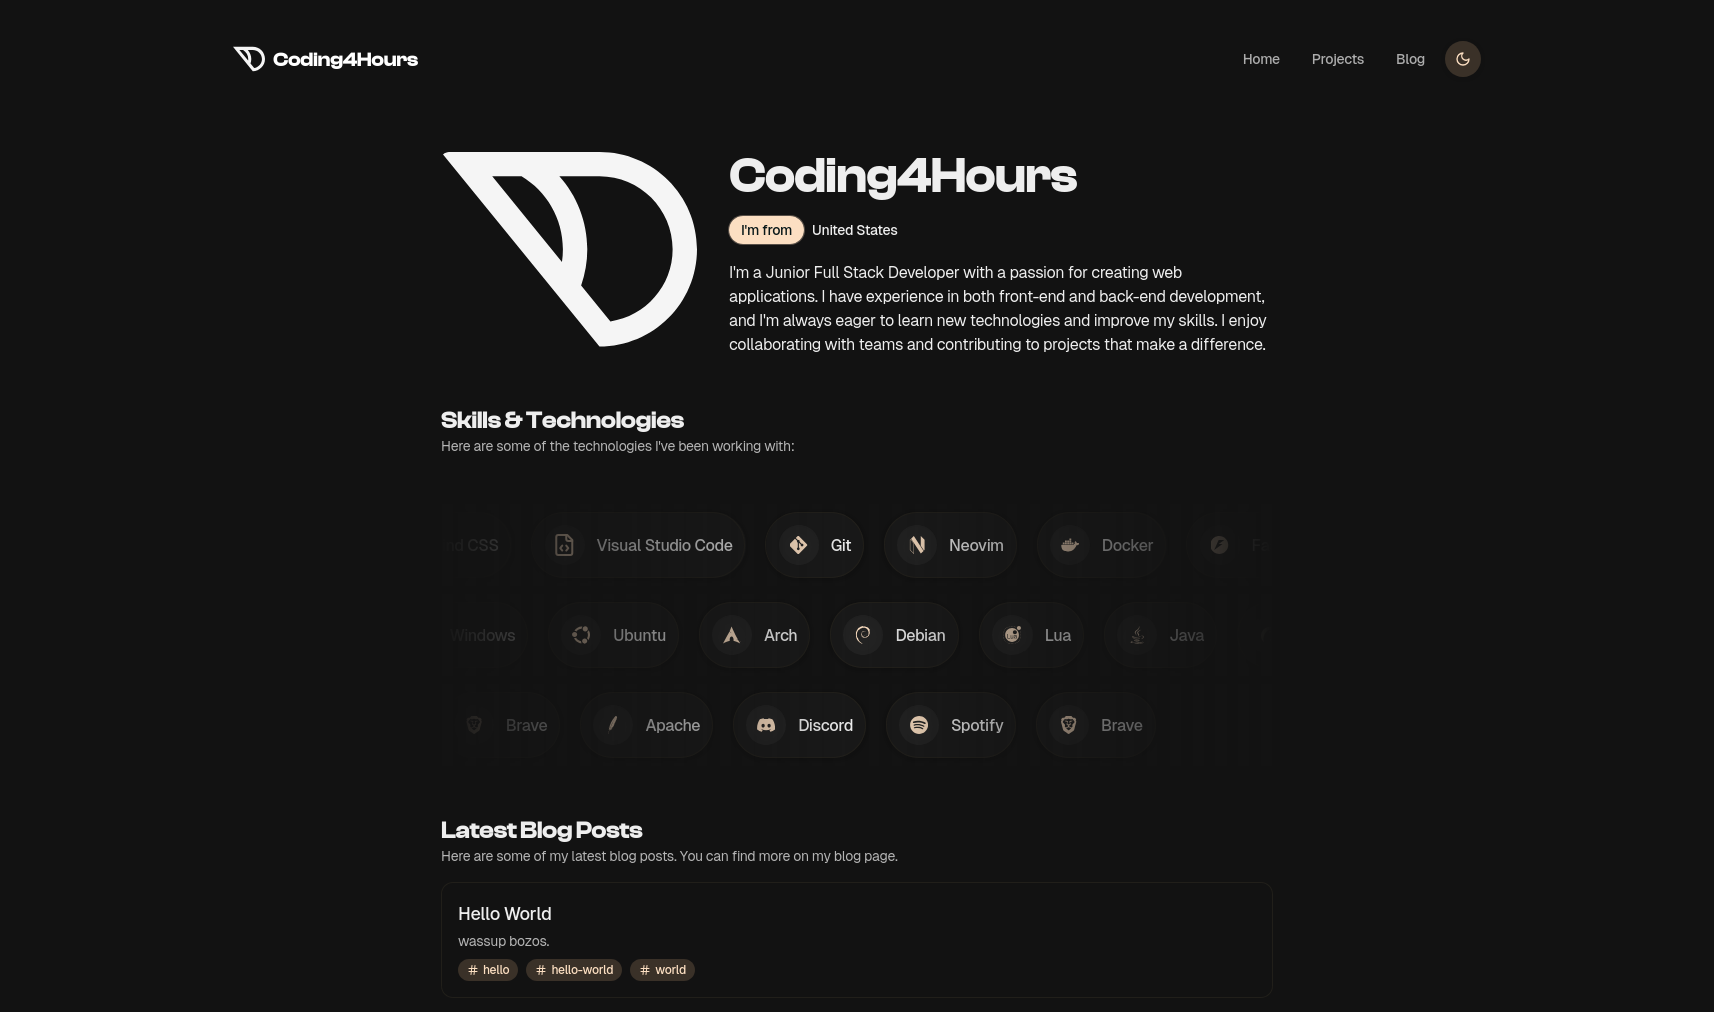 Coding4Hours
Home Projects Blog
Coding4Hours
I'm from United States
I'm a Junior Full Stack Developer with a passion for creating web
applications. I have experience in both front-end and back-end development,
and I'm always eager to learn new technologies and improve my skills. I enjoy
collaborating with teams and contributing to projects that make a difference.
Skills & Technologies
Here are some of the technologies I've been working with:
CSS Visual Studio Code Git Neovim Docker
Windows Ubuntu Arch Debian Lua Java
Brave Apache Discord Spotify Brave
Latest Blog Posts
Here are some of my latest blog posts. You can find more on my blog page.
Hello World
wassup bozos.
# hello # hello-world # world